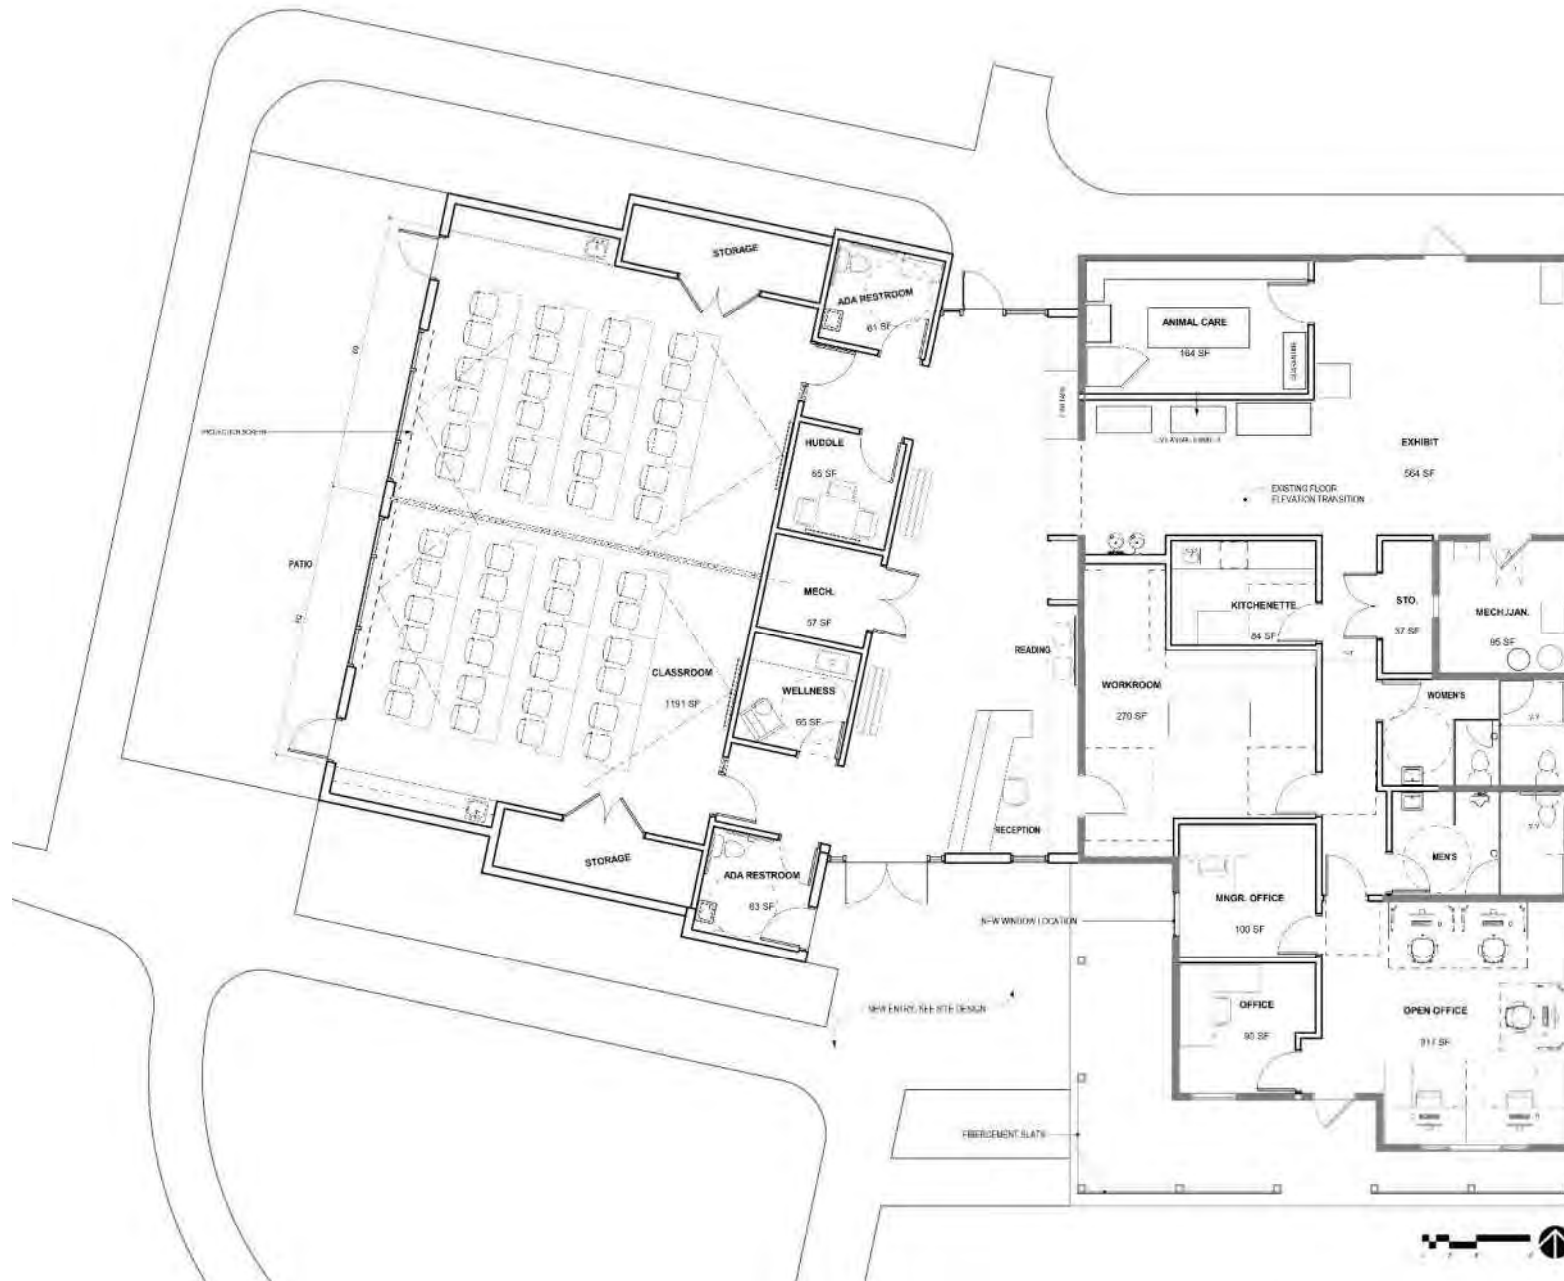 STORAGE
ADA RESTROOM
61 SF
ANIMAL CARE
164 SF
QUARANTINE
PROJECTION SCREEN
HUDDLE
65 SF
EXHIBIT
564 SF
EXISTING FLOOR
ELEVATION TRANSITION
PATIO
MECH.
57 SF
KITCHENETTE
84 SF
STO.
37 SF
MECH./JAN.
95 SF
READING
CLASSROOM
1191 SF
WELLNESS
65 SF
WORKROOM
270 SF
WOMEN'S
RECEPTION
STORAGE
ADA RESTROOM
63 SF
MEN'S
MNGR. OFFICE
100 SF
NEW WINDOW LOCATION
NEW ENTRY, SEE SITE DESIGN
OFFICE
90 SF
OPEN OFFICE
FIBERCEMENT SLATS